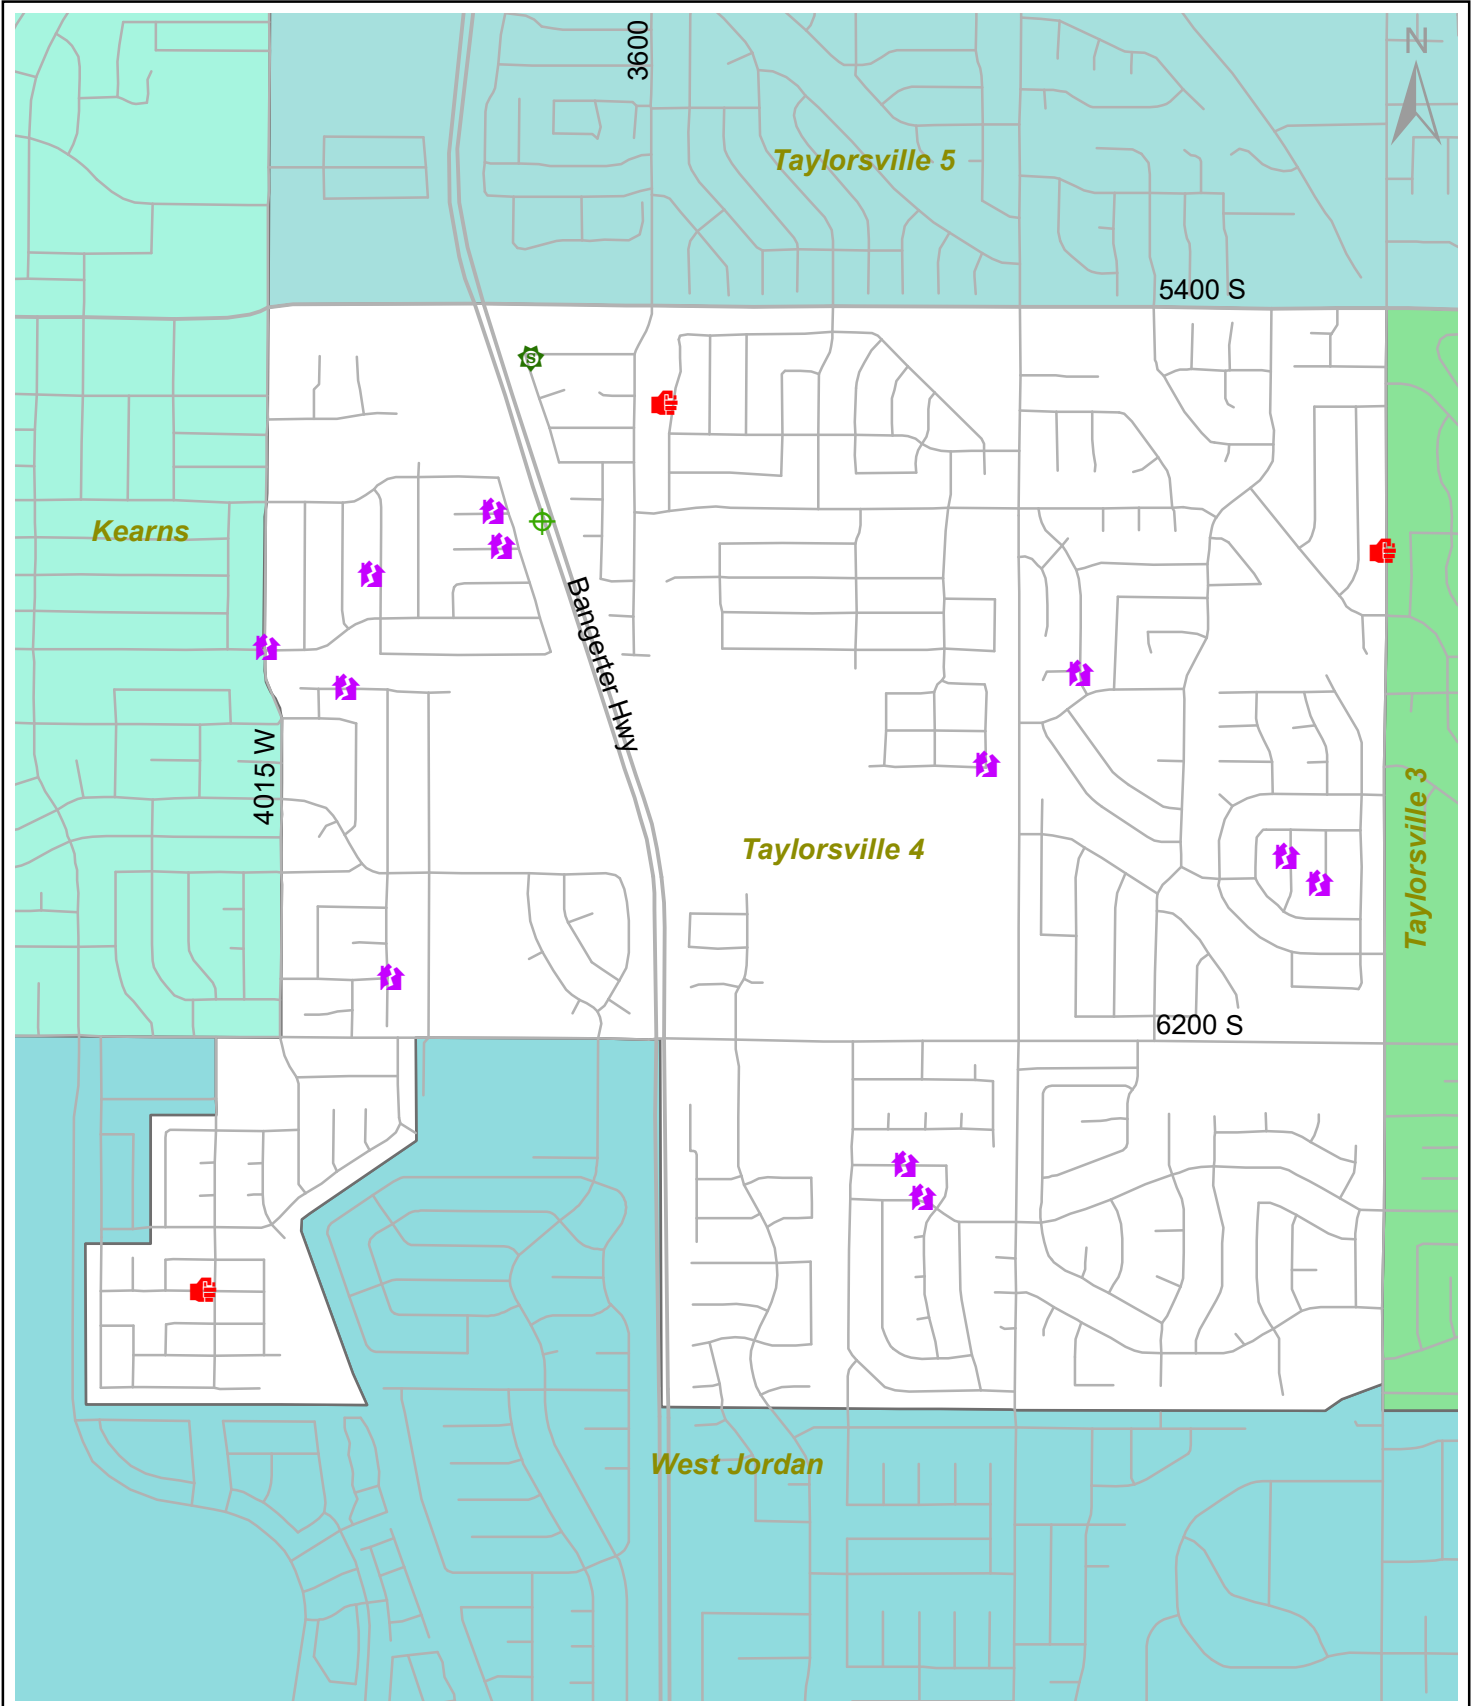 3600
N
Taylorsville 5
5400 S
S
Kearns
Bangerter Hwy
4015 W
Taylorsville 4
Taylorsville 3
6200 S
West Jordan